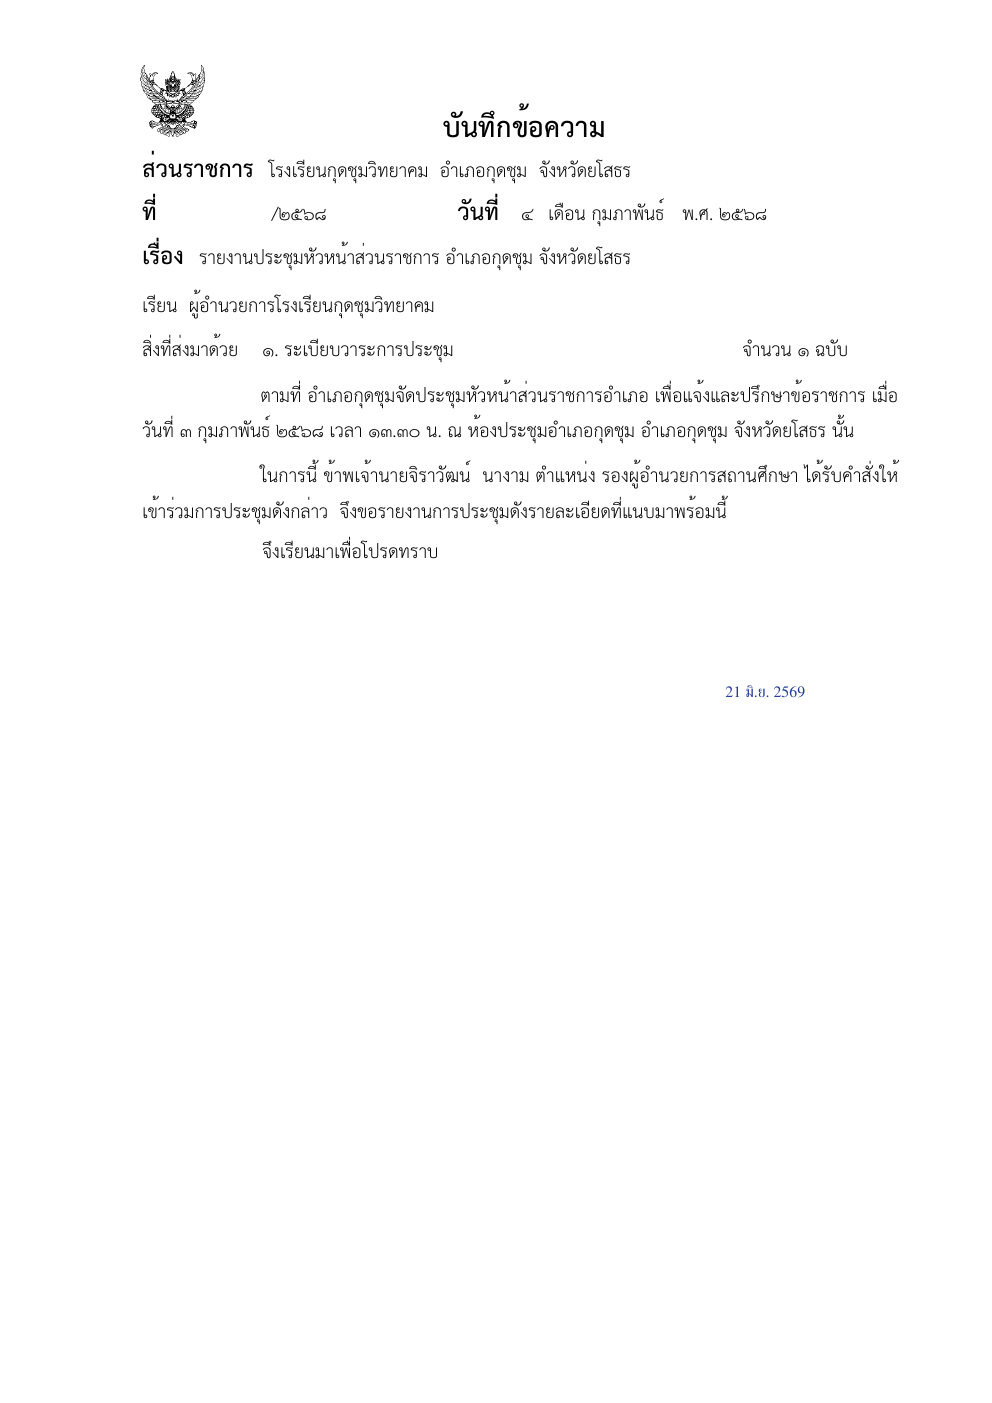 บันทึกข้อความ
ส่วนราชการ โรงเรียนกุดชุมวิทยาคม อำเภอกุดชุม จังหวัดยโสธร
ที่ /๒๕๖๘ วันที่ ๔ เดือน กุมภาพันธ์ พ.ศ. ๒๕๖๘
เรื่อง รายงานประชุมหัวหน้าส่วนราชการ อำเภอกุดชุม จังหวัดยโสธร
เรียน ผู้อำนวยการโรงเรียนกุดชุมวิทยาคม
สิ่งที่ส่งมาด้วย ๑. ระเบียบวาระการประชุม จำนวน ๑ ฉบับ
ตามที่ อำเภอกุดชุมจัดประชุมหัวหน้าส่วนราชการอำเภอ เพื่อแจ้งและปรึกษาข้อราชการ เมื่อ
วันที่ ๓ กุมภาพันธ์ ๒๕๖๘ เวลา ๑๓.๓๐ น. ณ ห้องประชุมอำเภอกุดชุม อำเภอกุดชุม จังหวัดยโสธร นั้น
ในการนี้ ข้าพเจ้านายจิราวัฒน์ นางาม ตำแหน่ง รองผู้อำนวยการสถานศึกษา ได้รับคำสั่งให้
เข้าร่วมการประชุมดังกล่าว จึงขอรายงานการประชุมดังรายละเอียดที่แนบมาพร้อมนี้
จึงเรียนมาเพื่อโปรดทราบ
21 มิ.ย. 2569